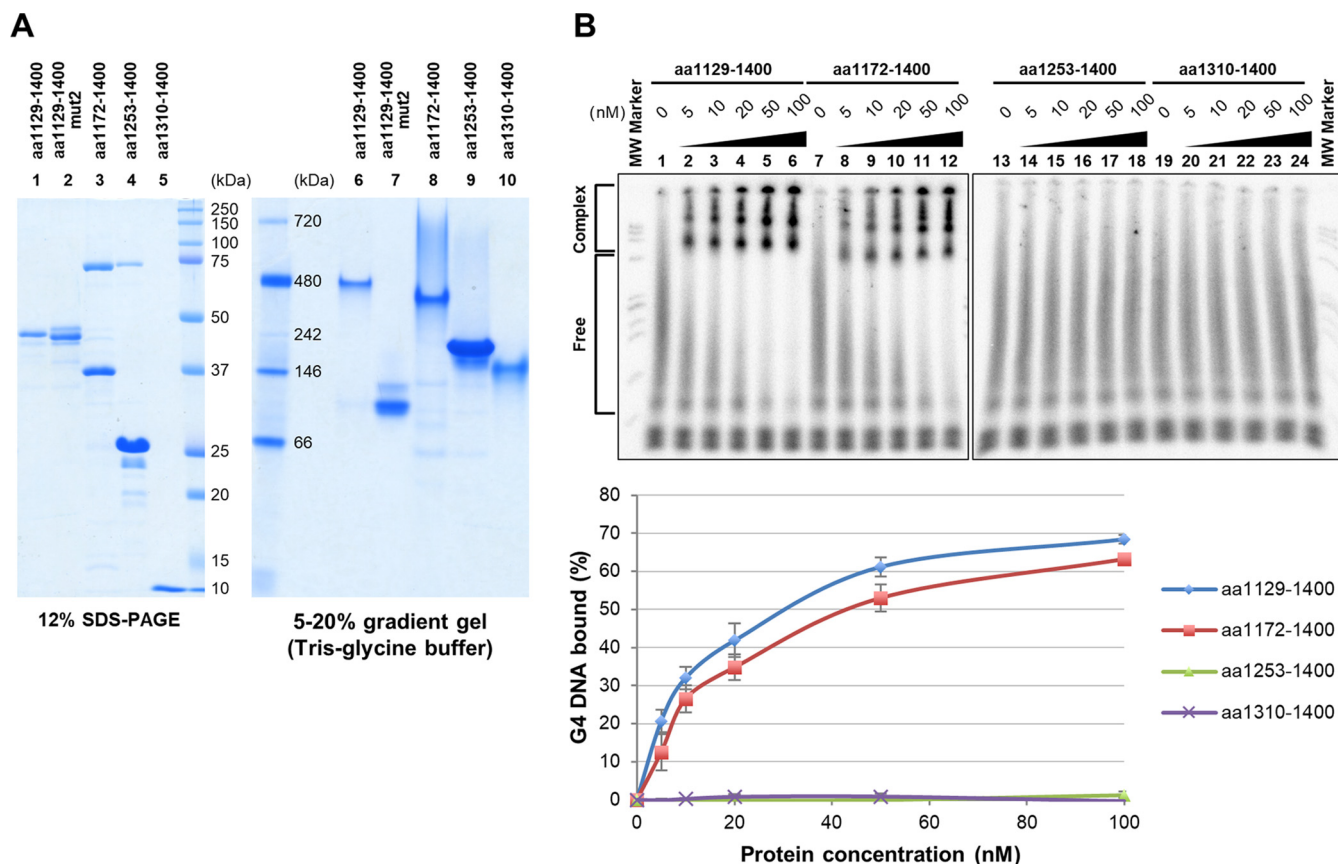 A
aa1129-1400
aa1129-1400
mut2
aa1172-1400
aa1253-1400
aa1310-1400
1 2 3 4 5 (kDa)
250
150
100
75
50
37
25
20
15
10
12% SDS-PAGE
aa1129-1400
aa1129-1400
mut2
aa1172-1400
aa1253-1400
aa1310-1400
(kDa) 6 7 8 9 10
720
480
242
146
66
5-20% gradient gel
(Tris-glycine buffer)
B
aa1129-1400 aa1172-1400 aa1253-1400 aa1310-1400
(nM) 0 5 10 20 50 100 0 5 10 20 50 100 0 5 10 20 50 100 0 5 10 20 50 100
MW Marker 1 2 3 4 5 6 7 8 9 10 11 12 13 14 15 16 17 18 19 20 21 22 23 24 MW Marker
Complex
Free
G4 DNA bound (%)
80
70
60
50
40
30
20
10
0
0 20 40 60 80 100
Protein concentration (nM)
aa1129-1400
aa1172-1400
aa1253-1400
aa1310-1400